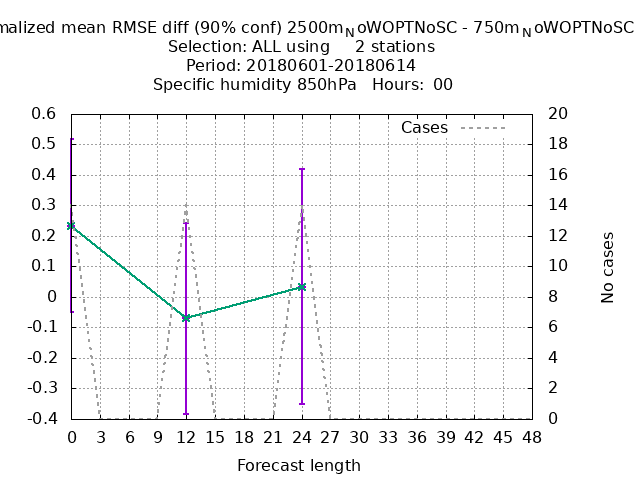 malized mean RMSE diff (90% conf) 2500mNoWOPTNoSC - 750mNoWOPTNoSC
Selection: ALL using 2 stations
Period: 20180601-20180614
Specific humidity 850hPa Hours: 00
Cases
0.6
0.5
0.4
0.3
0.2
0.1
0
-0.1
-0.2
-0.3
-0.4
20
18
16
14
12
10
8
6
4
2
0
No cases
0 3 6 9 12 15 18 21 24 27 30 33 36 39 42 45 48
Forecast length